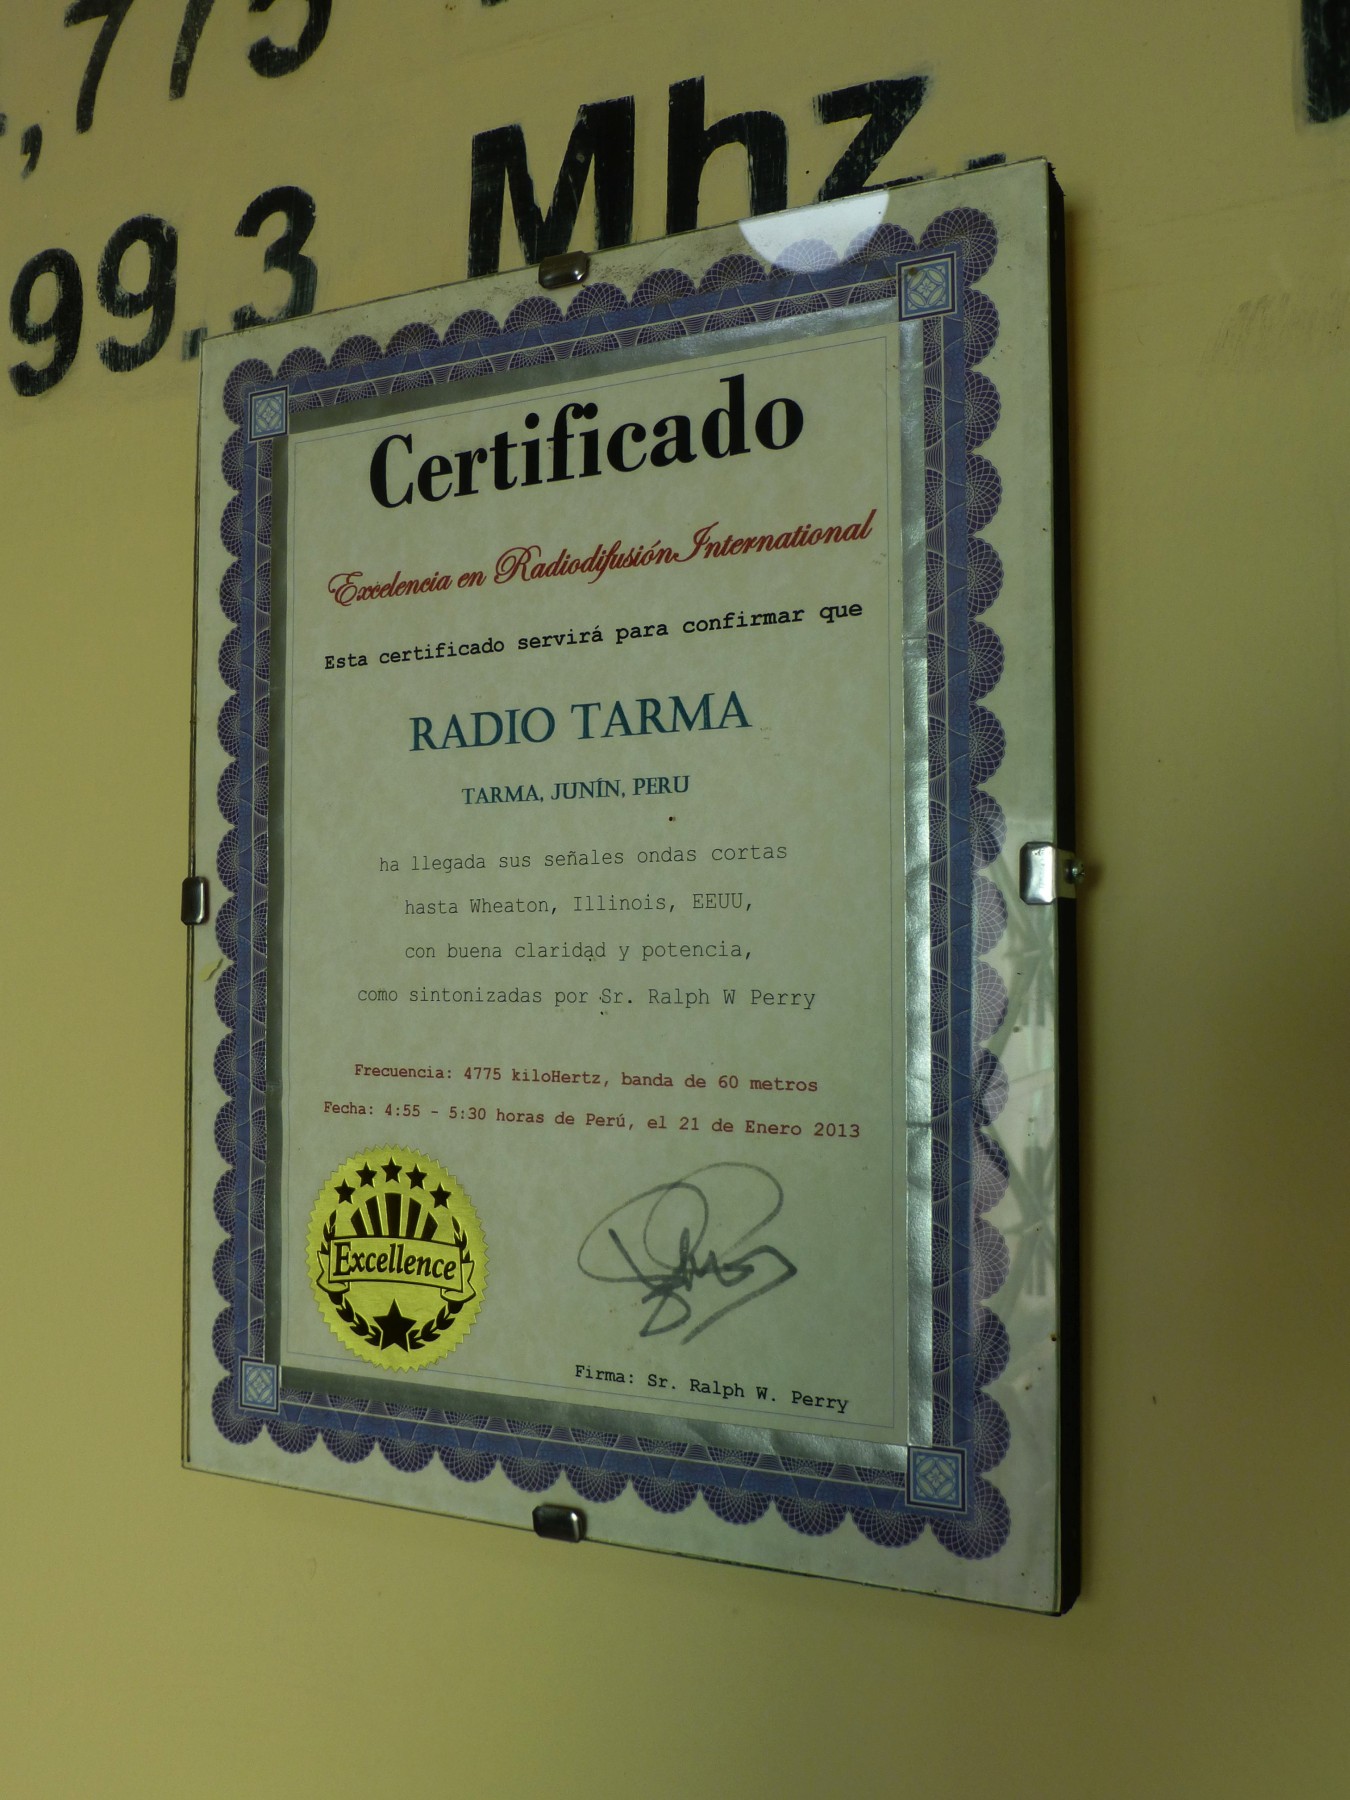 ,775
Mhz.
99.3
Certificado
Excelencia en Radiodifusión International
Esta certificado servirá para confirmar que
RADIO TARMA
TARMA, JUNÍN, PERU
ha llegada sus señales ondas cortas
hasta Wheaton, Illinois, EEUU,
con buena claridad y potencia,
como sintonizadas por Sr. Ralph W Perry
Frecuencia: 4775 kiloHertz, banda de 60 metros
Fecha: 4:55 - 5:30 horas de Perú, el 21 de Enero 2013
Excellence
Firma: Sr. Ralph W. Perry